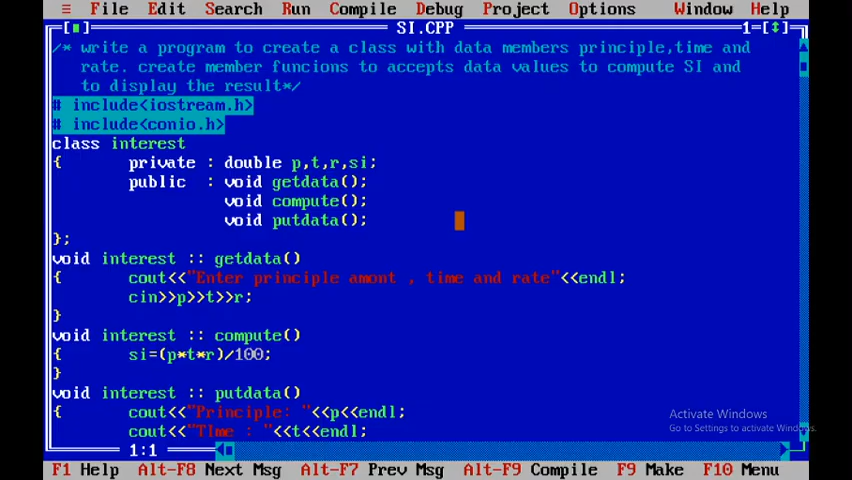 ≡ File Edit Search Run Compile Debug Project Options Window Help
[■] SI.CPP 1=[↕]
/* write a program to create a class with data members principle,time and
rate. create member funcions to accepts data values to compute SI and
to display the result*/
# include<iostream.h>
# include<conio.h>
class interest
{ private : double p,t,r,si;
public : void getdata();
void compute();
void putdata();
};
void interest :: getdata()
{ cout<<"Enter principle amont , time and rate"<<endl;
cin>>p>>t>>r;
}
void interest :: compute()
{ si=(p*t*r)/100;
}
void interest :: putdata()
{ cout<<"Principle: "<<p<<endl;
cout<<"TIme : "<<t<<endl;
1:1
F1 Help Alt-F8 Next Msg Alt-F7 Prev Msg Alt-F9 Compile F9 Make F10 Menu
Activate Windows
Go to Settings to activate Windows.